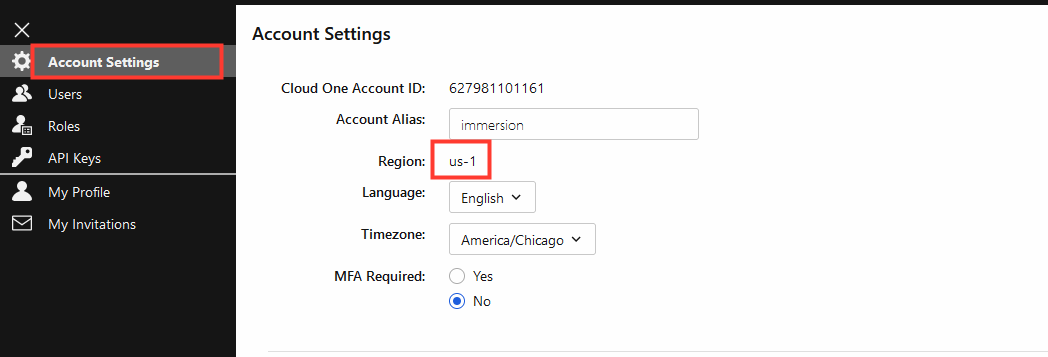 Account Settings
Users
Roles
API Keys
My Profile
My Invitations
Account Settings
Cloud One Account ID: 627981101161
Account Alias: immersion
Region: us-1
Language: English
Timezone: America/Chicago
MFA Required: Yes
No